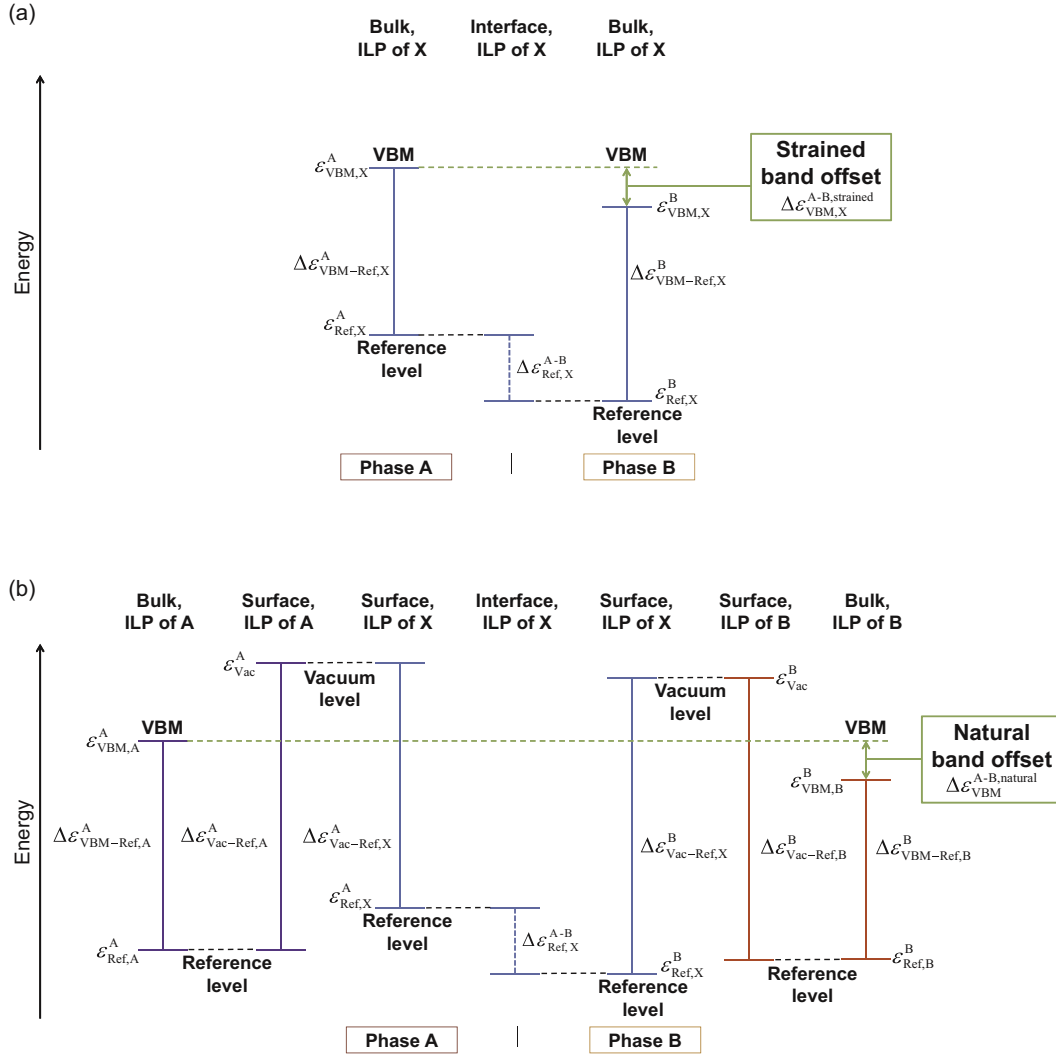 (a)
Bulk, Interface, Bulk,
ILP of X ILP of X ILP of X
Energy
VBM VBM
ε^A_VBM,X
ε^B_VBM,X
Strained
band offset
Δε^A-B,strained_VBM,X
Δε^A_VBM–Ref,X
Δε^B_VBM–Ref,X
ε^A_Ref,X
Reference
level
Δε^A-B_Ref,X
ε^B_Ref,X
Reference
level
Phase A Phase B
(b)
Bulk, Surface, Surface, Interface, Surface, Surface, Bulk,
ILP of A ILP of A ILP of X ILP of X ILP of X ILP of B ILP of B
Energy
ε^A_Vac
Vacuum
level
ε^B_Vac
Vacuum
level
VBM VBM
ε^A_VBM,A
ε^B_VBM,B
Natural
band offset
Δε^A-B,natural_VBM
Δε^A_VBM–Ref,A Δε^A_Vac–Ref,A Δε^A_Vac–Ref,X Δε^B_Vac–Ref,X Δε^B_Vac–Ref,B Δε^B_VBM–Ref,B
ε^A_Ref,X
Reference
level
ε^A_Ref,A
Reference
level
Δε^A-B_Ref,X
ε^B_Ref,X
Reference
level
ε^B_Ref,B
Reference
level
Phase A Phase B